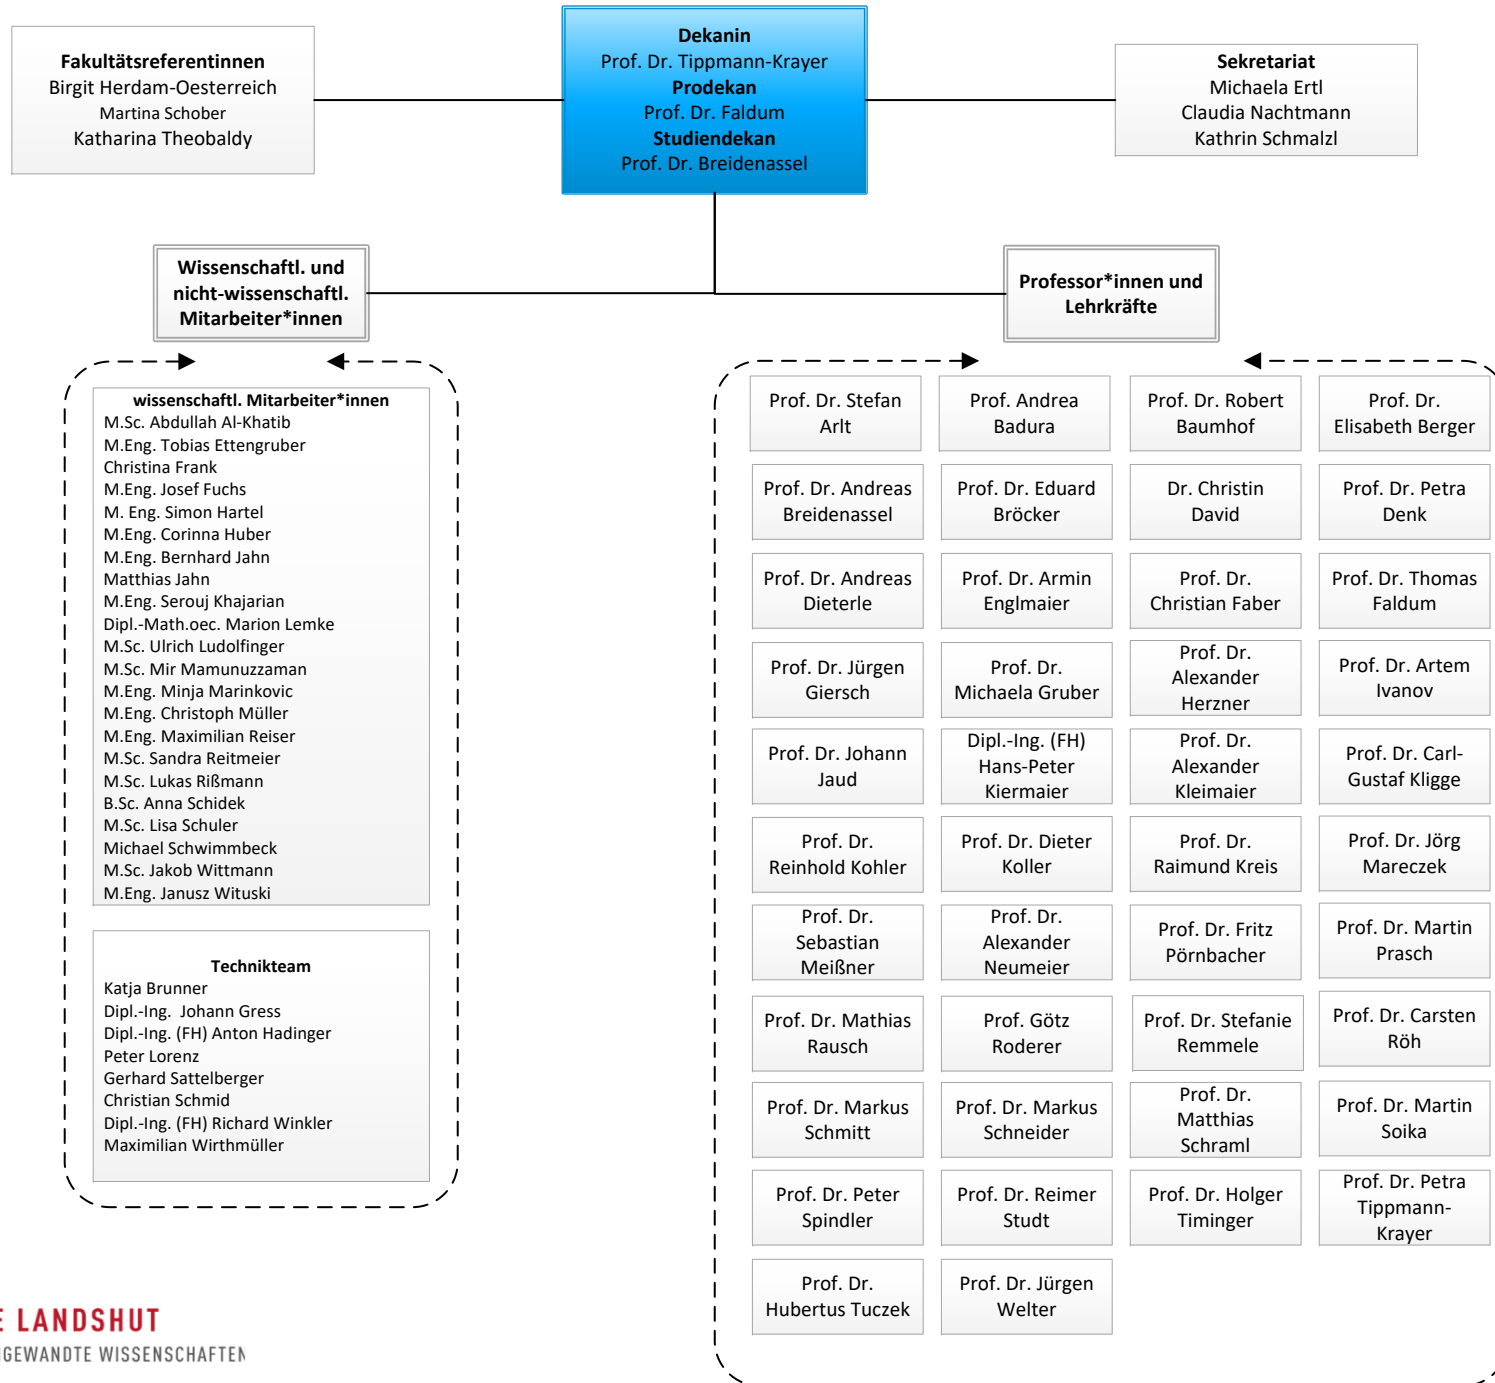 Fakultätsreferentinnen
Birgit Herdam-Oesterreich
Martina Schober
Katharina Theobaldy
Dekanin
Prof. Dr. Tippmann-Krayer
Prodekan
Prof. Dr. Faldum
Studiendekan
Prof. Dr. Breidenassel
Sekretariat
Michaela Ertl
Claudia Nachtmann
Kathrin Schmalzl
Wissenschaftl. und
nicht-wissenschaftl.
Mitarbeiter*innen
Professor*innen und
Lehrkräfte
wissenschaftl. Mitarbeiter*innen
M.Sc. Abdullah Al-Khatib
M.Eng. Tobias Ettengruber
Christina Frank
M.Eng. Josef Fuchs
M. Eng. Simon Hartel
M.Eng. Corinna Huber
M.Eng. Bernhard Jahn
Matthias Jahn
M.Eng. Serouj Khajarian
Dipl.-Math.oec. Marion Lemke
M.Sc. Ulrich Ludolfinger
M.Sc. Mir Mamunuzzaman
M.Eng. Minja Marinkovic
M.Eng. Christoph Müller
M.Eng. Maximilian Reiser
M.Sc. Sandra Reitmeier
M.Sc. Lukas Rißmann
B.Sc. Anna Schidek
M.Sc. Lisa Schuler
Michael Schwimmbeck
M.Sc. Jakob Wittmann
M.Eng. Janusz Wituski
Technikteam
Katja Brunner
Dipl.-Ing. Johann Gress
Dipl.-Ing. (FH) Anton Hadinger
Peter Lorenz
Gerhard Sattelberger
Christian Schmid
Dipl.-Ing. (FH) Richard Winkler
Maximilian Wirthmüller
Prof. Dr. Stefan
Arlt
Prof. Andrea
Badura
Prof. Dr. Robert
Baumhof
Prof. Dr.
Elisabeth Berger
Prof. Dr. Andreas
Breidenassel
Prof. Dr. Eduard
Bröcker
Dr. Christin
David
Prof. Dr. Petra
Denk
Prof. Dr. Andreas
Dieterle
Prof. Dr. Armin
Englmaier
Prof. Dr.
Christian Faber
Prof. Dr. Thomas
Faldum
Prof. Dr. Jürgen
Giersch
Prof. Dr.
Michaela Gruber
Prof. Dr.
Alexander
Herzner
Prof. Dr. Artem
Ivanov
Prof. Dr. Johann
Jaud
Dipl.-Ing. (FH)
Hans-Peter
Kiermaier
Prof. Dr.
Alexander
Kleimaier
Prof. Dr. Carl-
Gustaf Kligge
Prof. Dr.
Reinhold Kohler
Prof. Dr. Dieter
Koller
Prof. Dr.
Raimund Kreis
Prof. Dr. Jörg
Mareczek
Prof. Dr.
Sebastian
Meißner
Prof. Dr.
Alexander
Neumeier
Prof. Dr. Fritz
Pörnbacher
Prof. Dr. Martin
Prasch
Prof. Dr. Mathias
Rausch
Prof. Götz
Roderer
Prof. Dr. Stefanie
Remmele
Prof. Dr. Carsten
Röh
Prof. Dr. Markus
Schmitt
Prof. Dr. Markus
Schneider
Prof. Dr.
Matthias
Schraml
Prof. Dr. Martin
Soika
Prof. Dr. Peter
Spindler
Prof. Dr. Reimer
Studt
Prof. Dr. Holger
Timinger
Prof. Dr. Petra
Tippmann-
Krayer
Prof. Dr.
Hubertus Tuczek
Prof. Dr. Jürgen
Welter
E LANDSHUT
NGEWANDTE WISSENSCHAFTEN